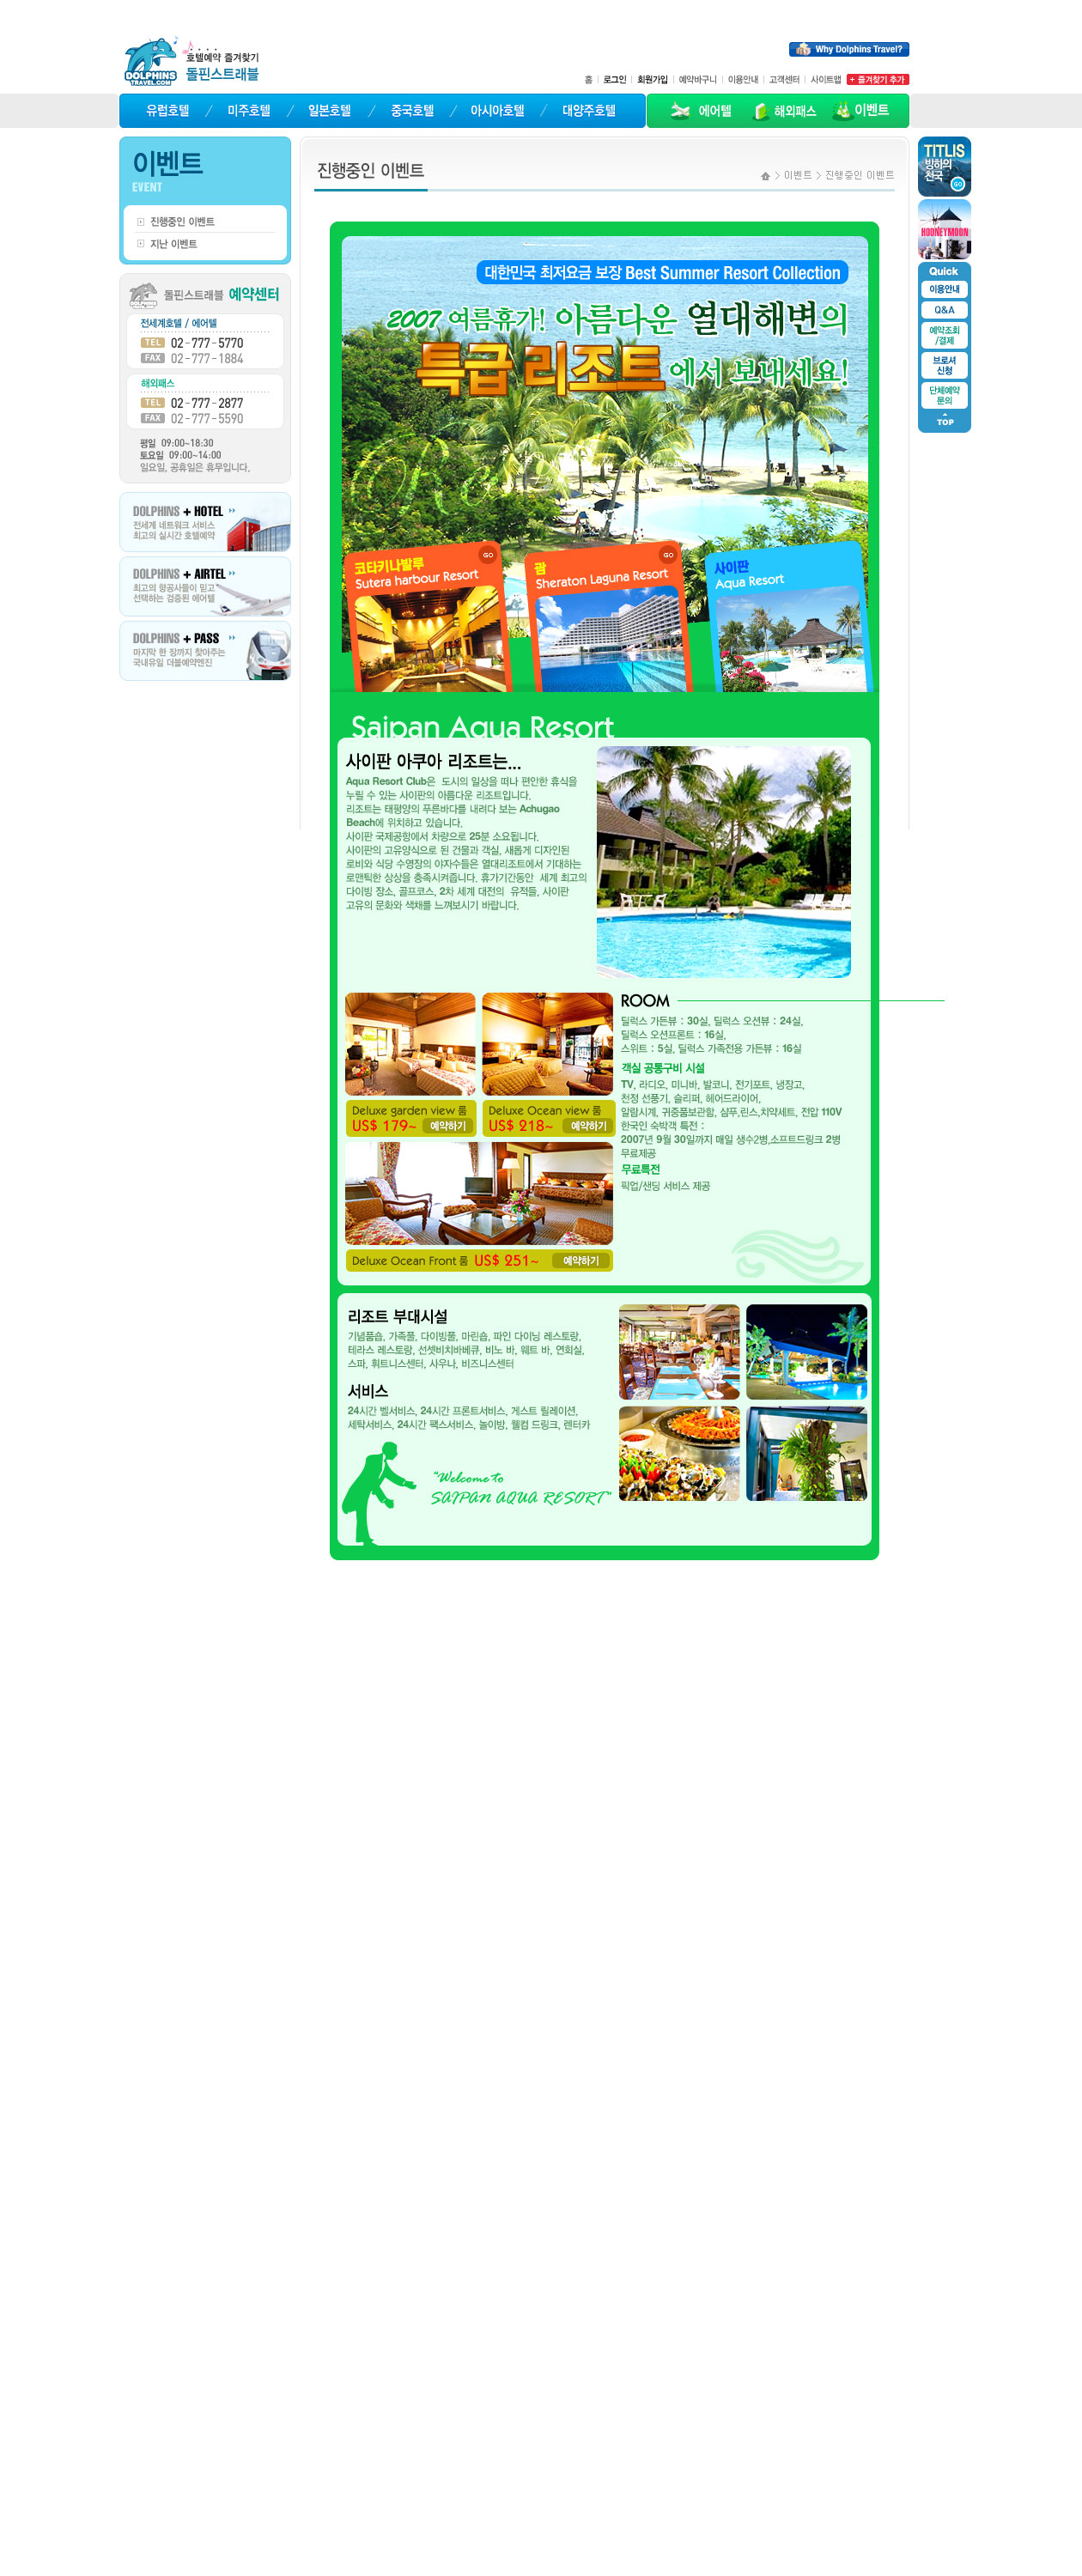 Why Dolphins Travel?
호텔예약 즐겨찾기
돌핀스트래블
DOLPHINS
TRAVEL.COM
홈 | 로그인 | 회원가입 | 예약바구니 | 이용안내 | 고객센터 | 사이트맵 + 즐겨찾기 추가
유럽호텔 / 미주호텔 / 일본호텔 / 중국호텔 / 아시아호텔 / 대양주호텔 에어텔 해외패스 이벤트
이벤트
EVENT
진행중인 이벤트
지난 이벤트
돌핀스트래블 예약센터
전세계호텔 / 에어텔
TEL 02-777-5770
FAX 02-777-1884
해외패스
TEL 02-777-2877
FAX 02-777-5590
평일 09:00~18:30
토요일 09:00~14:00
일요일, 공휴일은 휴무입니다.
DOLPHINS + HOTEL
전세계 네트워크 서비스
최고의 실시간 호텔예약
DOLPHINS + AIRTEL
최고의 항공사들이 믿고
선택하는 검증된 에어텔
DOLPHINS + PASS
마지막 한 장까지 찾아주는
국내유일 더블예약엔진
진행중인 이벤트
> 이벤트 > 진행중인 이벤트
대한민국 최저요금 보장 Best Summer Resort Collection
2007 여름휴가! 아름다운 열대해변의
특급 리조트에서 보내세요!
코타키나발루
Sutera harbour Resort
GO
괌
Sheraton Laguna Resort
GO
사이판
Aqua Resort
Saipan Aqua Resort
사이판 아쿠아 리조트는...
Aqua Resort Club은 도시의 일상을 떠나 편안한 휴식을
누릴 수 있는 사이판의 아름다운 리조트입니다.
리조트는 태평양의 푸른바다를 내려다 보는 Achugao
Beach에 위치하고 있습니다.
사이판 국제공항에서 차량으로 25분 소요됩니다.
사이판의 고유양식으로 된 건물과 객실, 새롭게 디자인된
로비와 식당 수영장의 야자수들은 열대리조트에서 기대하는
로맨틱한 상상을 충족시켜줍니다. 휴가기간동안 세계 최고의
다이빙 장소, 골프코스, 2차 세계 대전의 유적들, 사이판
고유의 문화와 색채를 느껴보시기 바랍니다.
Deluxe garden view 룸
US$ 179~ 예약하기
Deluxe Ocean view 룸
US$ 218~ 예약하기
Deluxe Ocean Front 룸 US$ 251~ 예약하기
ROOM
딜럭스 가든뷰 : 30실, 딜럭스 오션뷰 : 24실,
딜럭스 오션프론트 : 16실,
스위트 : 5실, 딜럭스 가족전용 가든뷰 : 16실
객실 공통구비 시설
TV, 라디오, 미니바, 발코니, 전기포트, 냉장고,
천정 선풍기, 슬리퍼, 헤어드라이어,
알람시계, 귀중품보관함, 샴푸,린스,치약세트, 전압 110V
한국인 숙박객 특전 :
2007년 9월 30일까지 매일 생수2병,소프트드링크 2병
무료제공
무료특전
픽업/샌딩 서비스 제공
리조트 부대시설
기념품숍, 가족풀, 다이빙풀, 마린숍, 파인 다이닝 레스토랑,
테라스 레스토랑, 선셋비치바베큐, 비노 바, 웨트 바, 연회실,
스파, 휘트니스센터, 사우나, 비즈니스센터
서비스
24시간 벨서비스, 24시간 프론트서비스, 게스트 릴레이션,
세탁서비스, 24시간 팩스서비스, 놀이방, 웰컴 드링크, 렌터카
"Welcome to
SAIPAN AQUA RESORT"
TITLIS
빙하의
천국
GO
HOONEYMOON
Quick
이용안내
Q&A
예약조회
/결제
브로셔
신청
단체예약
문의
TOP